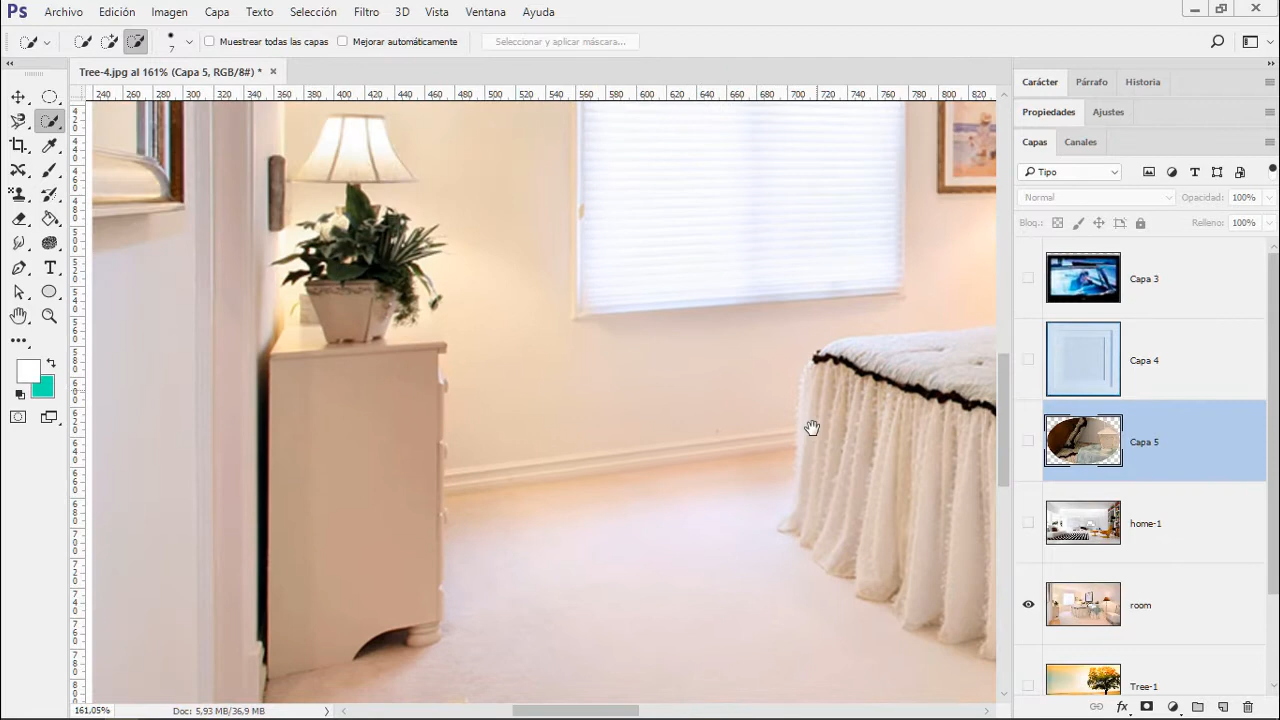 Ps Archivo Edición Imagen Capa Texto Selección Filtro 3D Vista Ventana Ayuda
7 Muestrear todas las capas Mejorar automáticamente Seleccionar y aplicar máscara...
Tree-4.jpg al 161% (Capa 5, RGB/8#) * ×
240 260 280 300 320 340 360 380 400 420 440 460 480 500 520 540 560 580 600 620 640 660 680 700 720 740 760 780 800 820
Carácter Párrafo Historia
Propiedades Ajustes
Capas Canales
Tipo
Normal Opacidad: 100%
Bloq.: Relleno: 100%
Capa 3
Capa 4
Capa 5
home-1
room
Tree-1
161,05% Doc: 5,93 MB/36,9 MB
fx